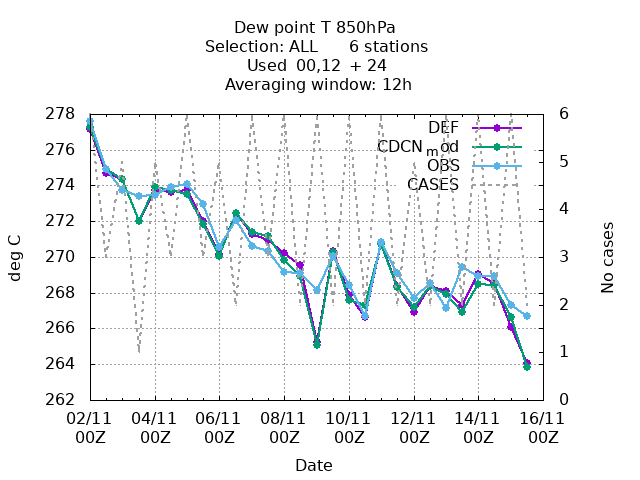 Dew point T 850hPa
Selection: ALL 6 stations
Used 00,12 + 24
Averaging window: 12h
278
276
274
272
270
268
266
264
262
deg C
6
5
4
3
2
1
0
No cases
DEF
CDCN_mod
OBS
CASES
02/11 04/11 06/11 08/11 10/11 12/11 14/11 16/11
00Z 00Z 00Z 00Z 00Z 00Z 00Z 00Z
Date